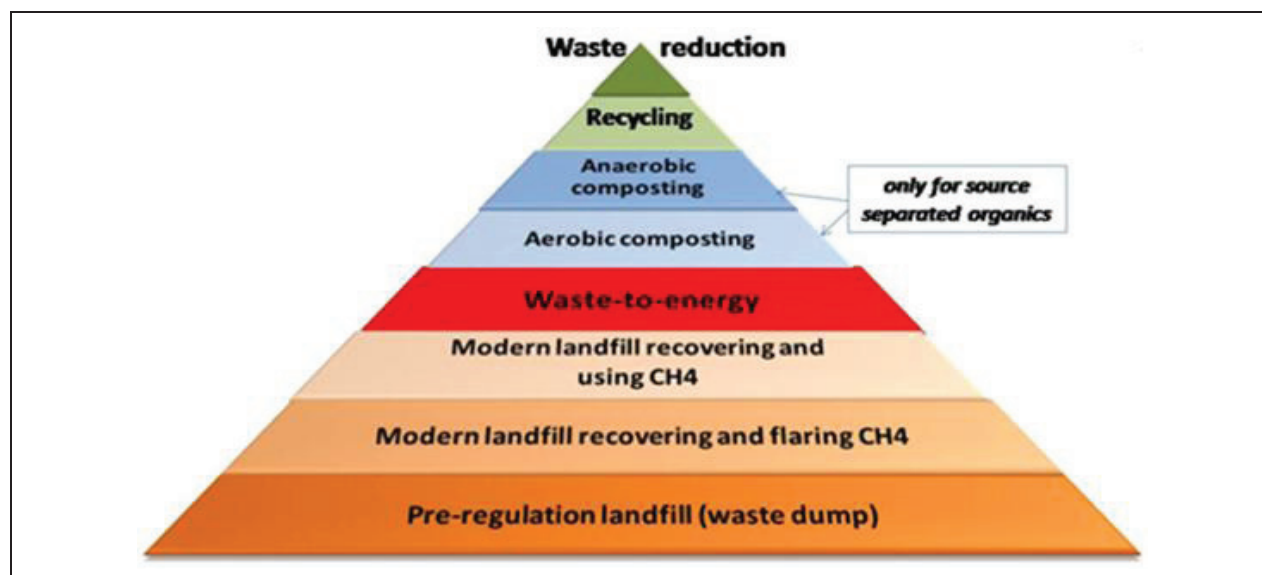 Waste reduction
Recycling
Anaerobic
composting
only for source
separated organics
Aerobic composting
Waste-to-energy
Modern landfill recovering and
using CH4
Modern landfill recovering and flaring CH4
Pre-regulation landfill (waste dump)